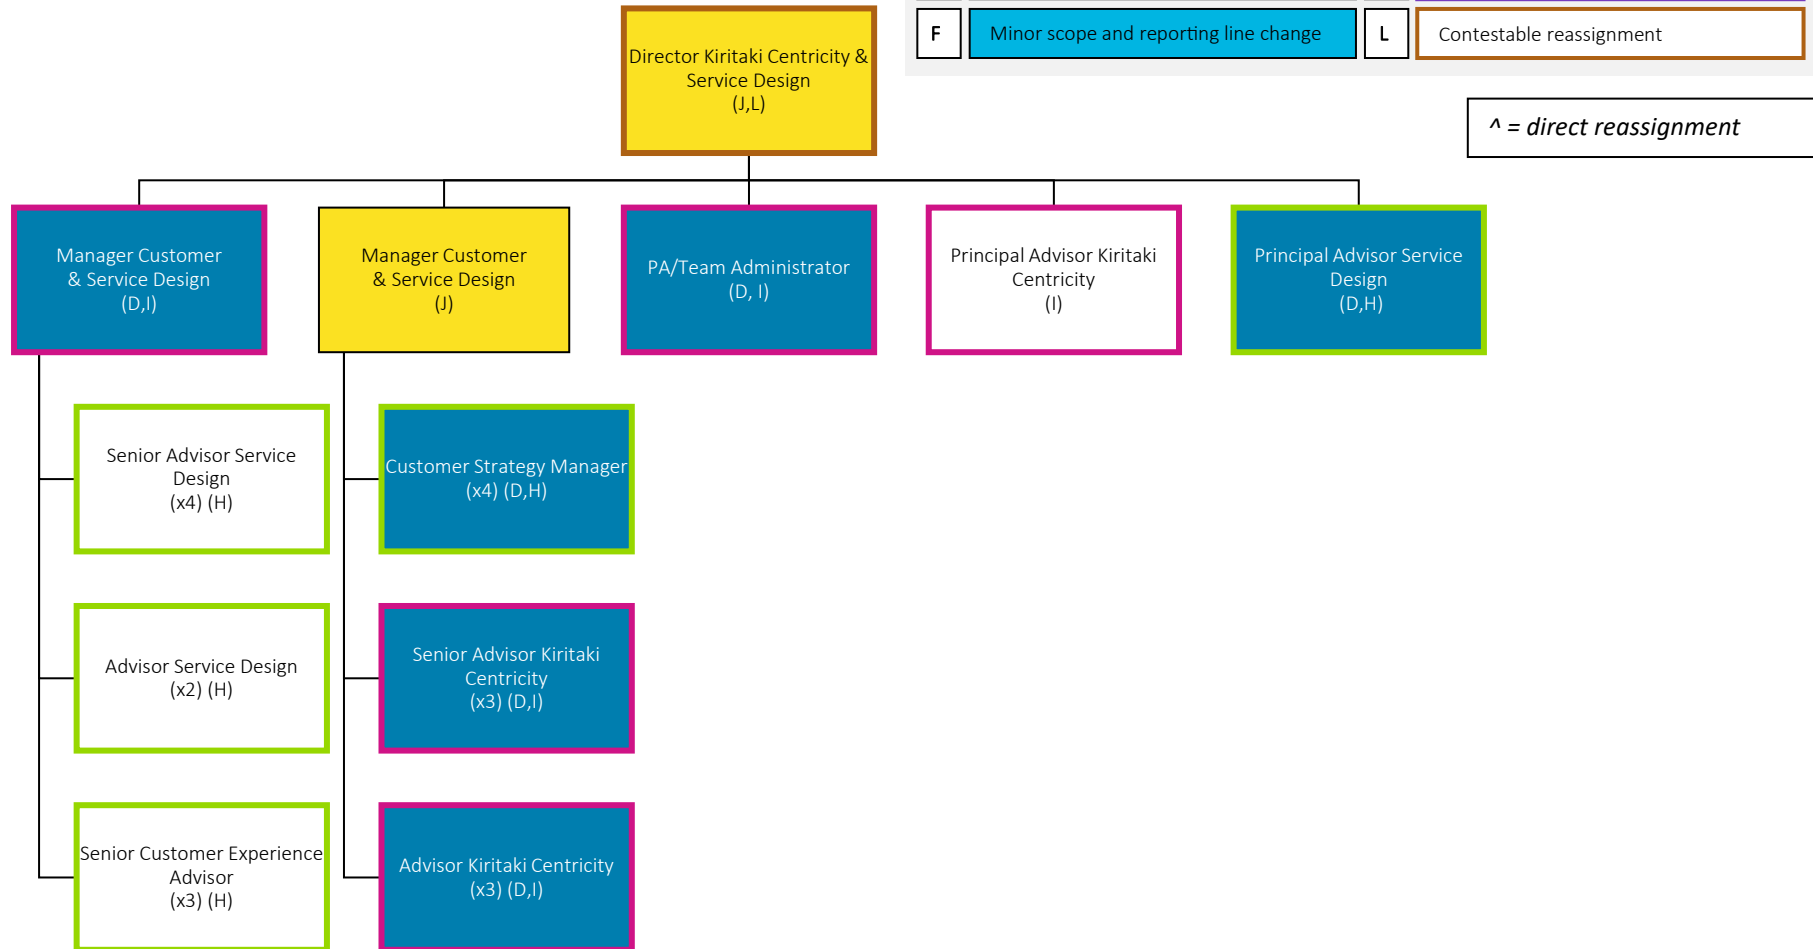 F
Minor scope and reporting line change
L
Contestable reassignment
^ = direct reassignment
Director Kiritaki Centricity &
Service Design
(J,L)
Manager Customer
& Service Design
(D,I)
Manager Customer
& Service Design
(J)
PA/Team Administrator
(D, I)
Principal Advisor Kiritaki
Centricity
(I)
Principal Advisor Service
Design
(D,H)
Senior Advisor Service
Design
(x4) (H)
Customer Strategy Manager
(x4) (D,H)
Advisor Service Design
(x2) (H)
Senior Advisor Kiritaki
Centricity
(x3) (D,I)
Senior Customer Experience
Advisor
(x3) (H)
Advisor Kiritaki Centricity
(x3) (D,I)